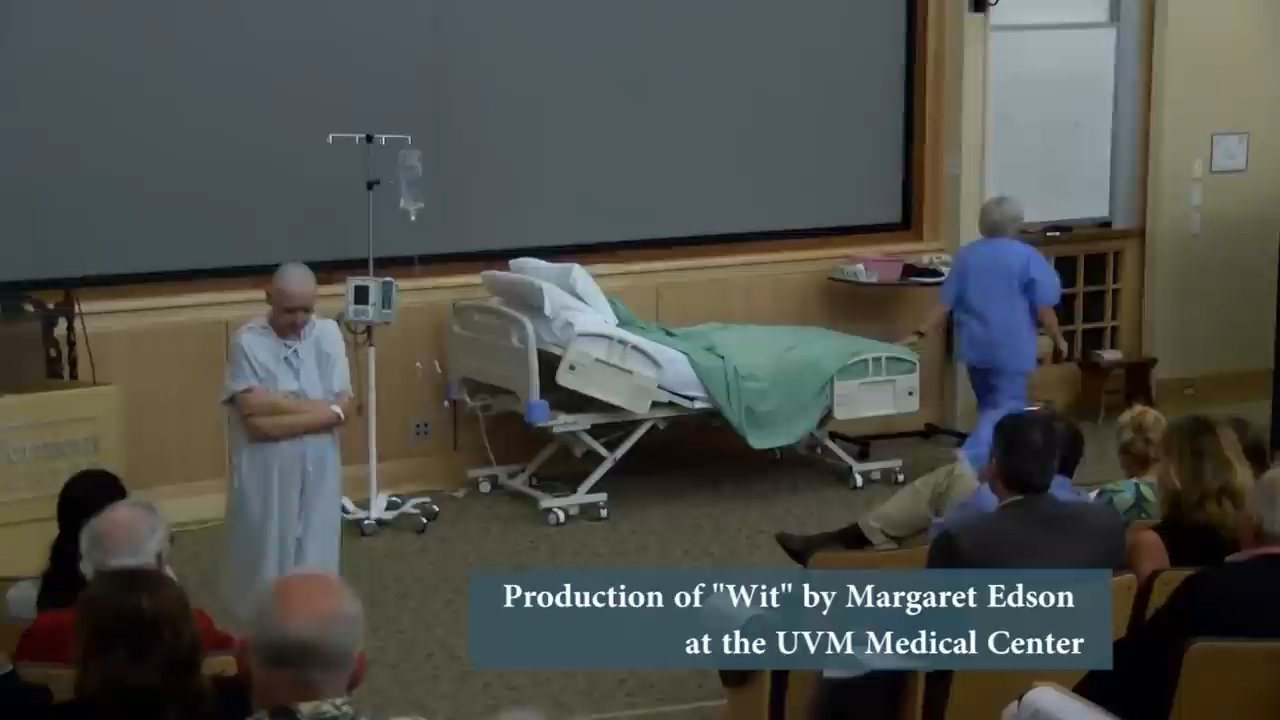 Production of "Wit" by Margaret Edson
at the UVM Medical Center